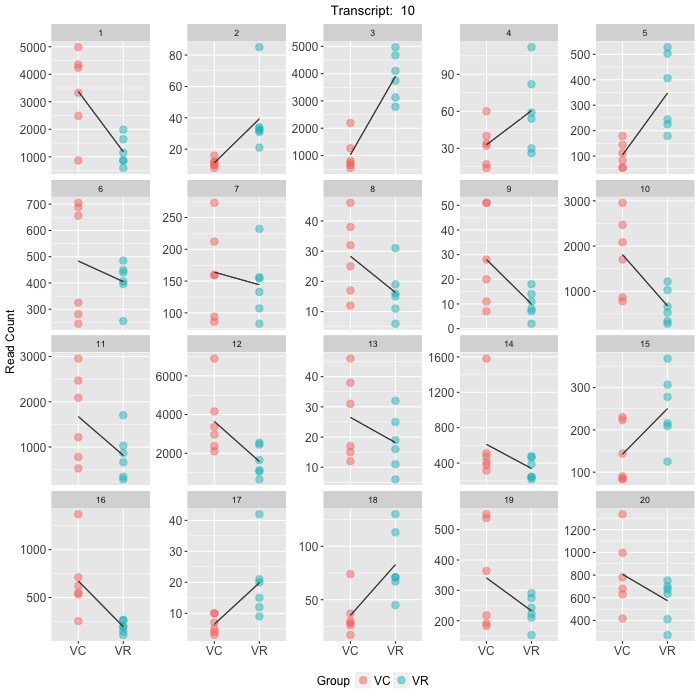 Transcript: 10
1 2 3 4 5
5000 4000 3000 2000 1000
80 60 40 20
5000 4000 3000 2000 1000
90 60 30
500 400 300 200 100
6 7 8 9 10
700 600 500 400 300
250 200 150 100
40 30 20 10
50 40 30 20 10 0
3000 2000 1000
Read Count
11 12 13 14 15
3000 2000 1000
6000 4000 2000
40 30 20 10
1600 1200 800 400
300 200 100
16 17 18 19 20
1000 500
40 30 20 10
100 50
500 400 300 200
1200 1000 800 600 400
VC VR VC VR VC VR VC VR VC VR
Group VC VR